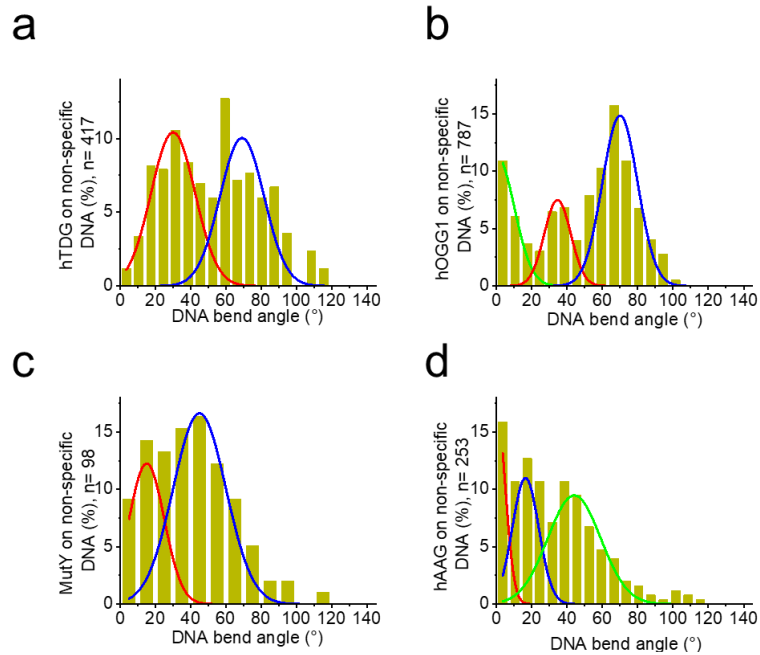 a
hTDG on non-specific
DNA (%), n= 417
10
5
0
0 20 40 60 80 100 120 140
DNA bend angle (°)
b
hOGG1 on non-specific
DNA (%), n= 787
15
10
5
0
0 20 40 60 80 100 120 140
DNA bend angle (°)
c
MutY on non-specific
DNA (%), n= 98
15
10
5
0
0 20 40 60 80 100 120 140
DNA bend angle (°)
d
hAAG on non-specific
DNA (%), n= 253
15
10
5
0
0 20 40 60 80 100 120 140
DNA bend angle (°)